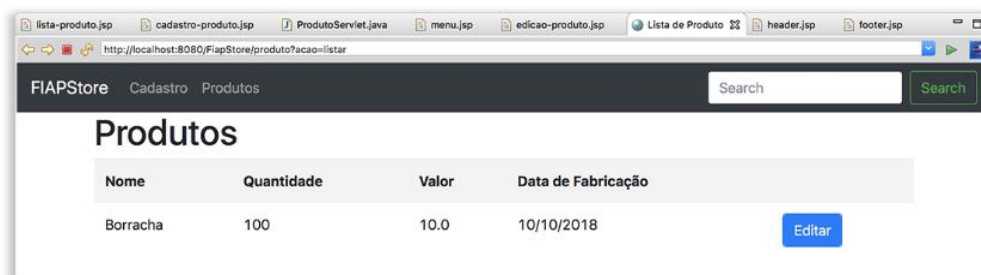 lista-produto.jsp cadastro-produto.jsp ProdutoServlet.java menu.jsp edicao-produto.jsp Lista de Produto header.jsp footer.jsp
http://localhost:8080/FiapStore/produto?acao=listar
FIAPStore Cadastro Produtos Search Search
Produtos
Nome Quantidade Valor Data de Fabricação
Borracha 100 10.0 10/10/2018 Editar